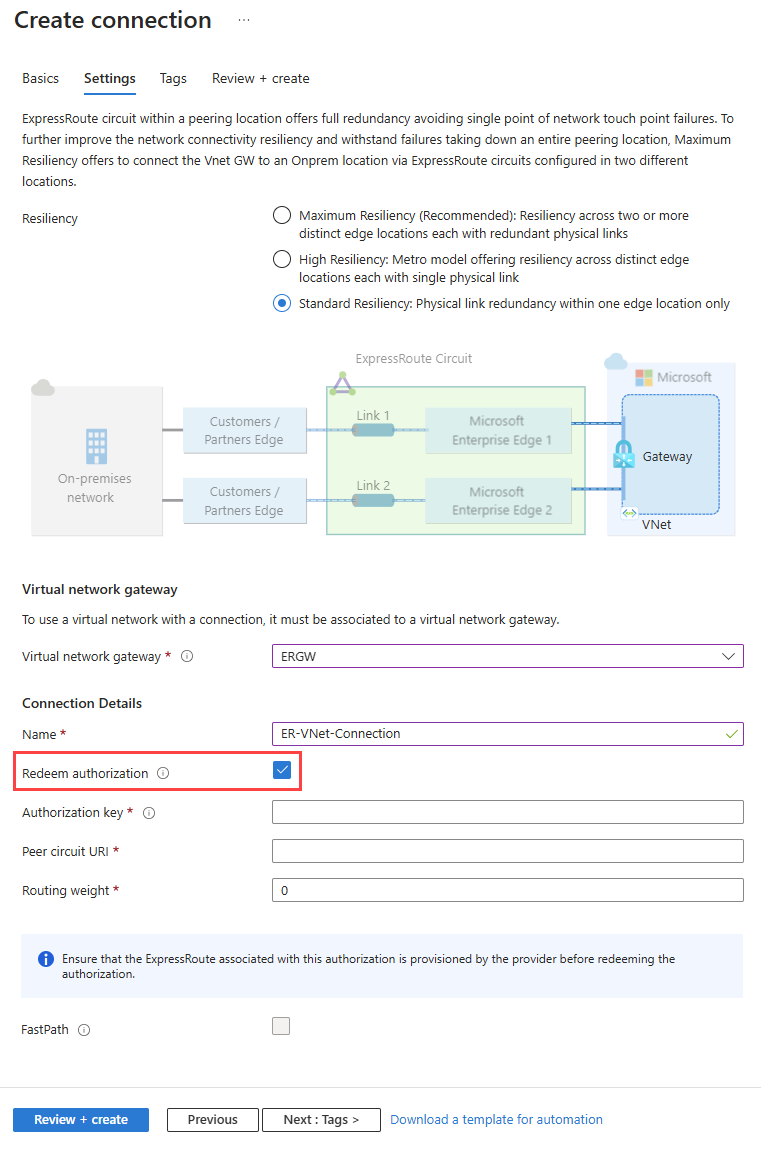 Create connection ...
Basics Settings Tags Review + create
ExpressRoute circuit within a peering location offers full redundancy avoiding single point of network touch point failures. To
further improve the network connectivity resiliency and withstand failures taking down an entire peering location, Maximum
Resiliency offers to connect the Vnet GW to an Onprem location via ExpressRoute circuits configured in two different
locations.
Resiliency
Maximum Resiliency (Recommended): Resiliency across two or more
distinct edge locations each with redundant physical links
High Resiliency: Metro model offering resiliency across distinct edge
locations each with single physical link
Standard Resiliency: Physical link redundancy within one edge location only
ExpressRoute Circuit
Microsoft
Customers /
Partners Edge
Link 1
Microsoft
Enterprise Edge 1
On-premises
network
Gateway
Customers /
Partners Edge
Link 2
Microsoft
Enterprise Edge 2
VNet
Virtual network gateway
To use a virtual network with a connection, it must be associated to a virtual network gateway.
Virtual network gateway * ERGW
Connection Details
Name * ER-VNet-Connection
Redeem authorization
Authorization key *
Peer circuit URI *
Routing weight * 0
Ensure that the ExpressRoute associated with this authorization is provisioned by the provider before redeeming the
authorization.
FastPath
Review + create Previous Next : Tags > Download a template for automation